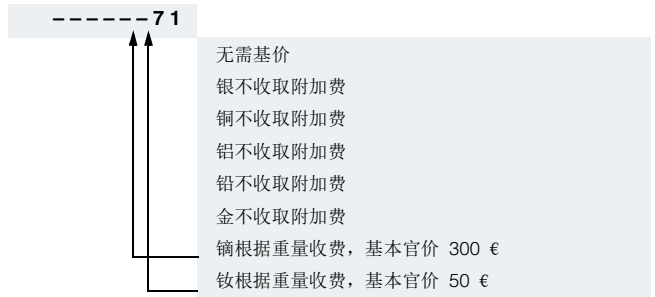 – – – – – – 7 1
无需基价
银不收取附加费
铜不收取附加费
铝不收取附加费
铅不收取附加费
金不收取附加费
镝根据重量收费，基本官价 300 €
钕根据重量收费，基本官价 50 €